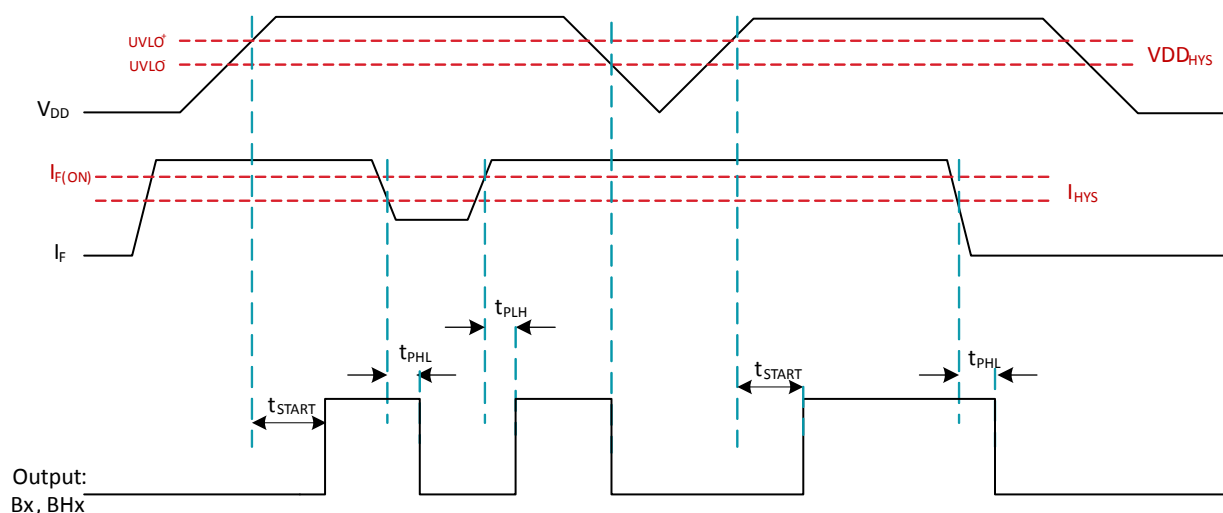 UVLO+
UVLO-
VDDHYS
VDD
IF(ON)
IHYS
IF
tPLH
tPHL
tSTART
tSTART
tPHL
Output:
Bx, BHx